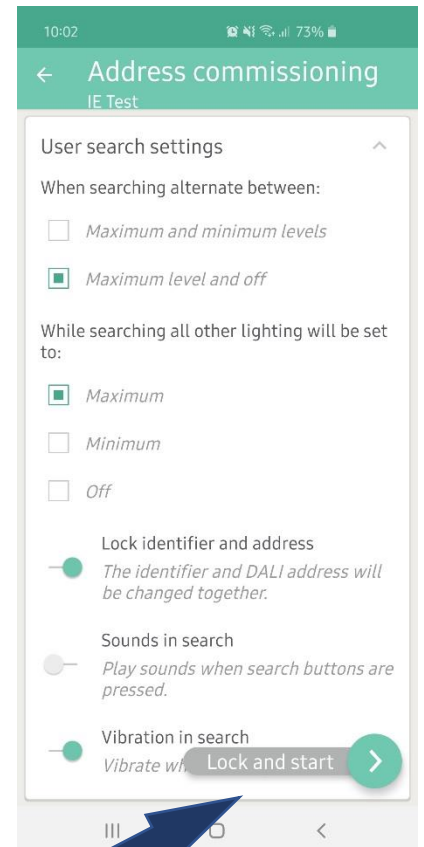 10:02 73%
Address commissioning
IE Test
User search settings
When searching alternate between:
Maximum and minimum levels
Maximum level and off
While searching all other lighting will be set
to:
Maximum
Minimum
Off
Lock identifier and address
The identifier and DALI address will
be changed together.
Sounds in search
Play sounds when search buttons are
pressed.
Vibration in search
Vibrate
Lock and start